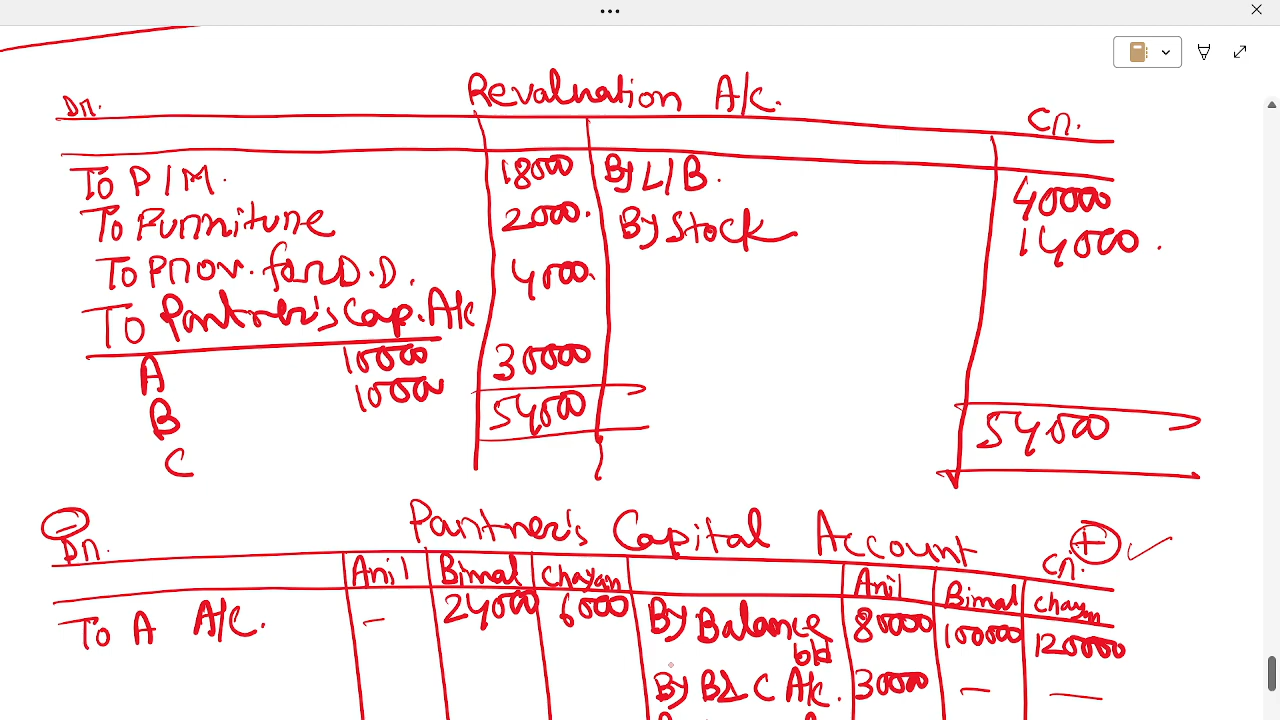 Revaluation A/c.
Dr. Cr.
To P/M. 18000 By L/B. 40000
To Furniture 2000. By Stock 14000.
To Prov. for D.D. 4000.
To Partner's Cap. A/c 30000
A 10000
B 10000
C
54000 54000
Partner's Capital Account
Dr. Cr.
Anil Bimal Chayan Anil Bimal Chayan
To A A/c. - 24000 6000 By Balance b/d 80000 100000 120000
By B & C A/c. 30000 - -